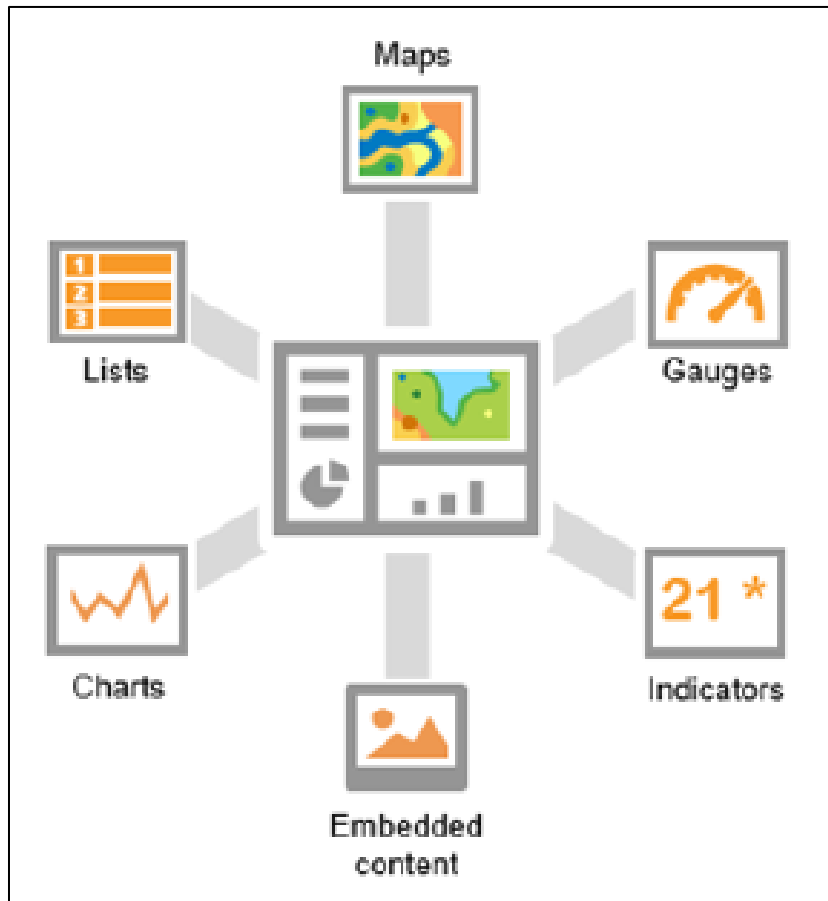 Maps
1
2
3
Lists
Gauges
Charts
21 *
Indicators
Embedded
content